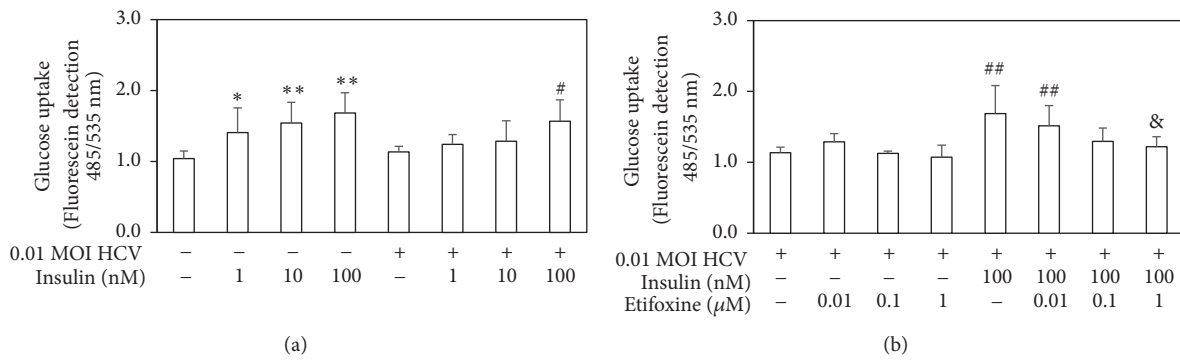 3.0
2.0
1.0
0.0
Glucose uptake
(Fluorescein detection
485/535 nm)
* ** ** #
0.01 MOI HCV − − − − + + + +
Insulin (nM) − 1 10 100 − 1 10 100
(a)
3.0
2.0
1.0
0.0
Glucose uptake
(Fluorescein detection
485/535 nm)
## ## &
0.01 MOI HCV + + + + + + + +
Insulin (nM) − − − − 100 100 100 100
Etifoxine (μM) − 0.01 0.1 1 − 0.01 0.1 1
(b)